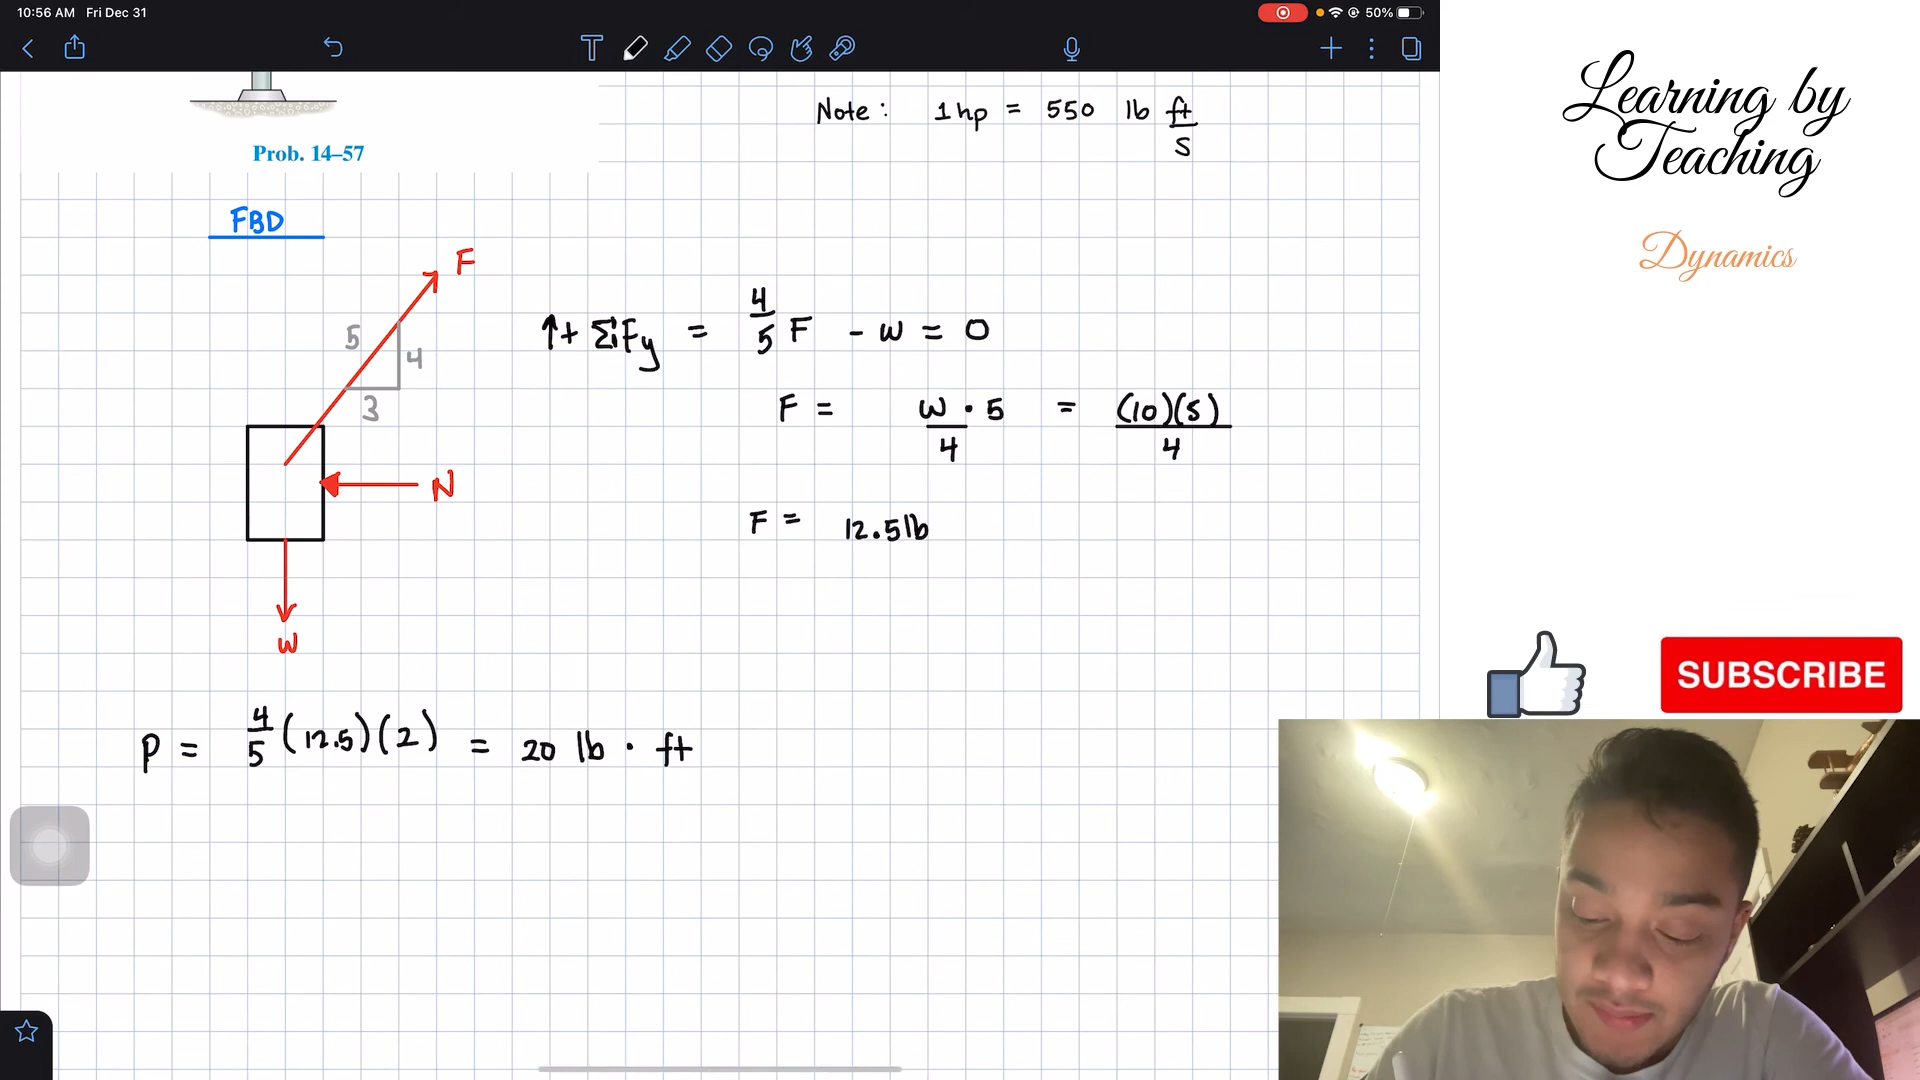 10:56 AM Fri Dec 31
50%
Note: 1 hp = 550 lb ft/s
Prob. 14–57
FBD
F
5
4
3
N
W
↑+ ΣFy = 4/5 F - W = 0
F = W · 5 / 4 = (10)(5) / 4
F = 12.5 lb
P = 4/5 (12.5)(2) = 20 lb · ft
Learning by
Teaching
Dynamics
SUBSCRIBE